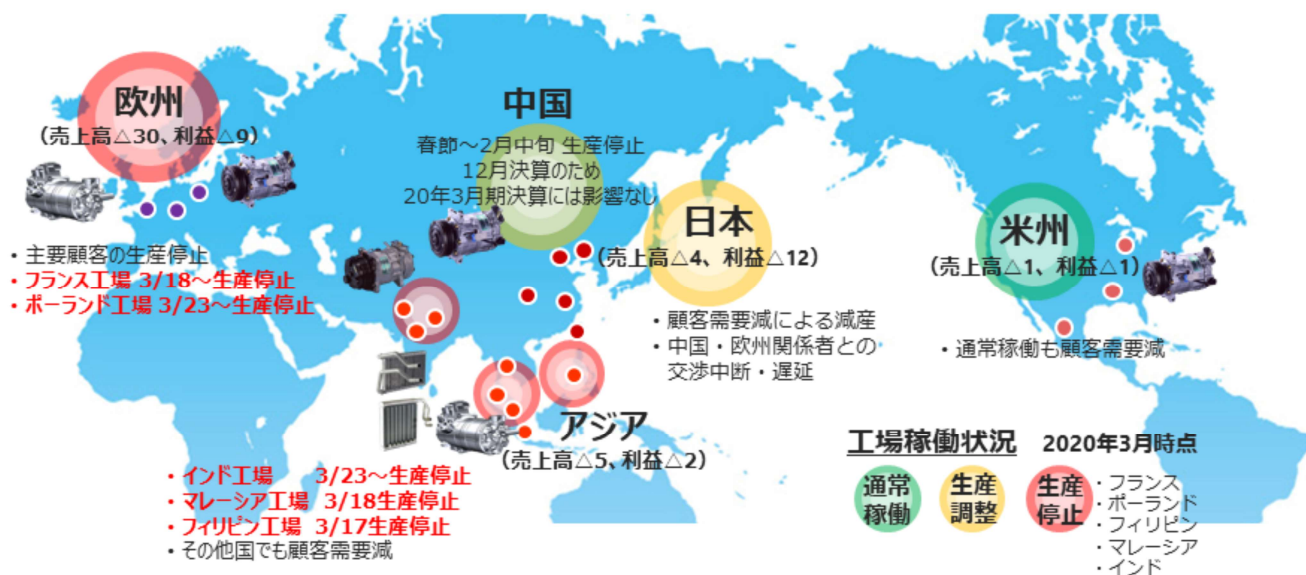 欧州
(売上高△30、利益△9)
・主要顧客の生産停止
・フランス工場 3/18～生産停止
・ポーランド工場 3/23～生産停止
中国
春節～2月中旬 生産停止
12月決算のため
20年3月期決算には影響なし
日本
(売上高△4、利益△12)
・顧客需要減による減産
・中国・欧州関係者との
交渉中断・遅延
米州
(売上高△1、利益△1)
・通常稼働も顧客需要減
アジア
(売上高△5、利益△2)
・インド工場 3/23～生産停止
・マレーシア工場 3/18生産停止
・フィリピン工場 3/17生産停止
・その他国でも顧客需要減
工場稼働状況 2020年3月時点
通常
稼働
生産
調整
生産
停止
・フランス
・ポーランド
・フィリピン
・マレーシア
・インド